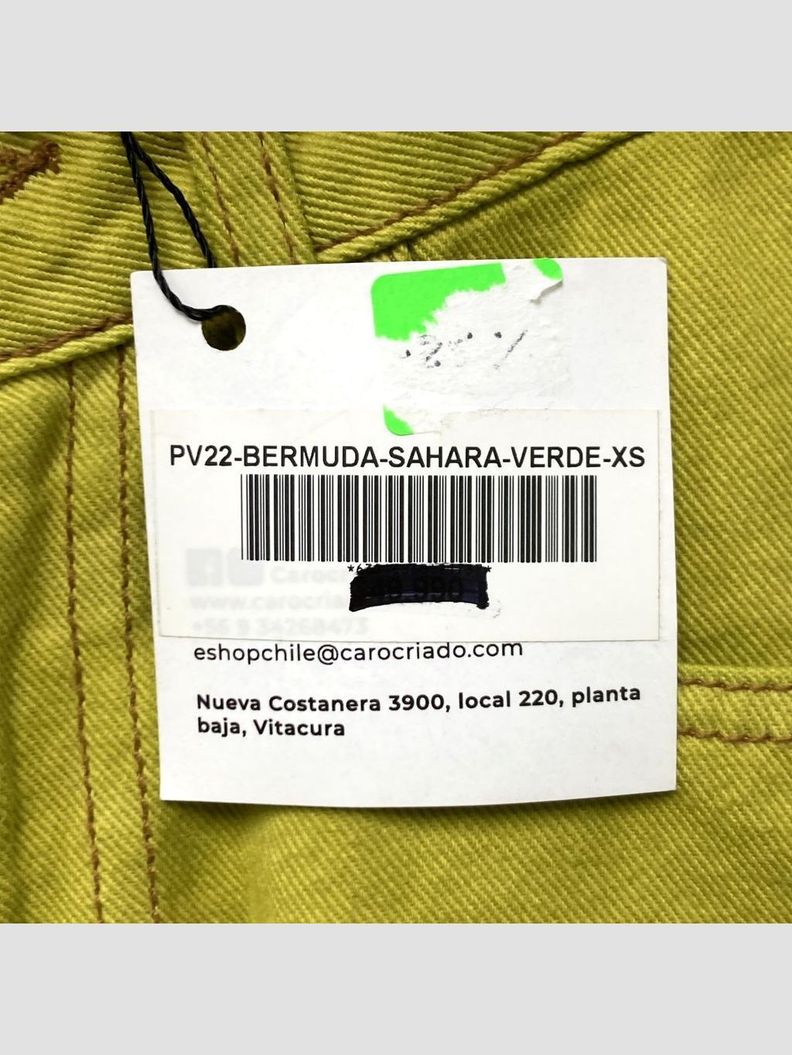 PV22-BERMUDA-SAHARA-VERDE-XS
eshopchile@carocriado.com
Nueva Costanera 3900, local 220, planta
baja, Vitacura